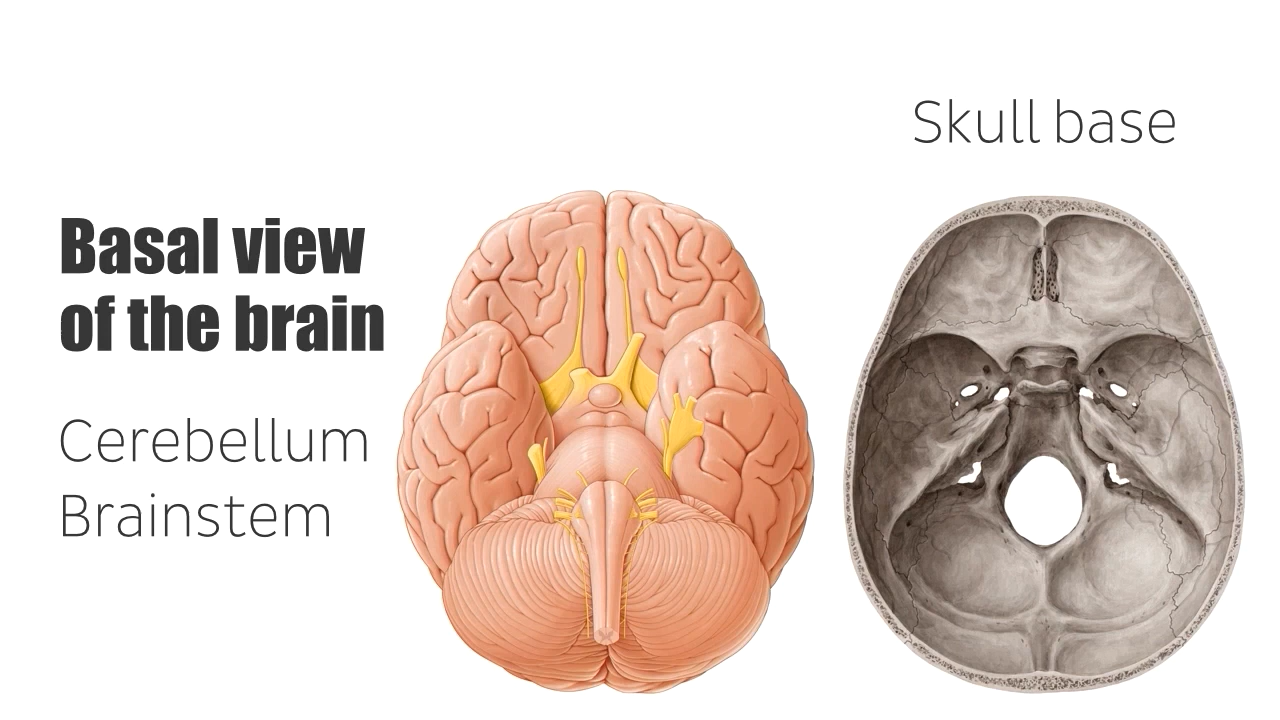 Skull base
Basal view
of the brain
Cerebellum
Brainstem